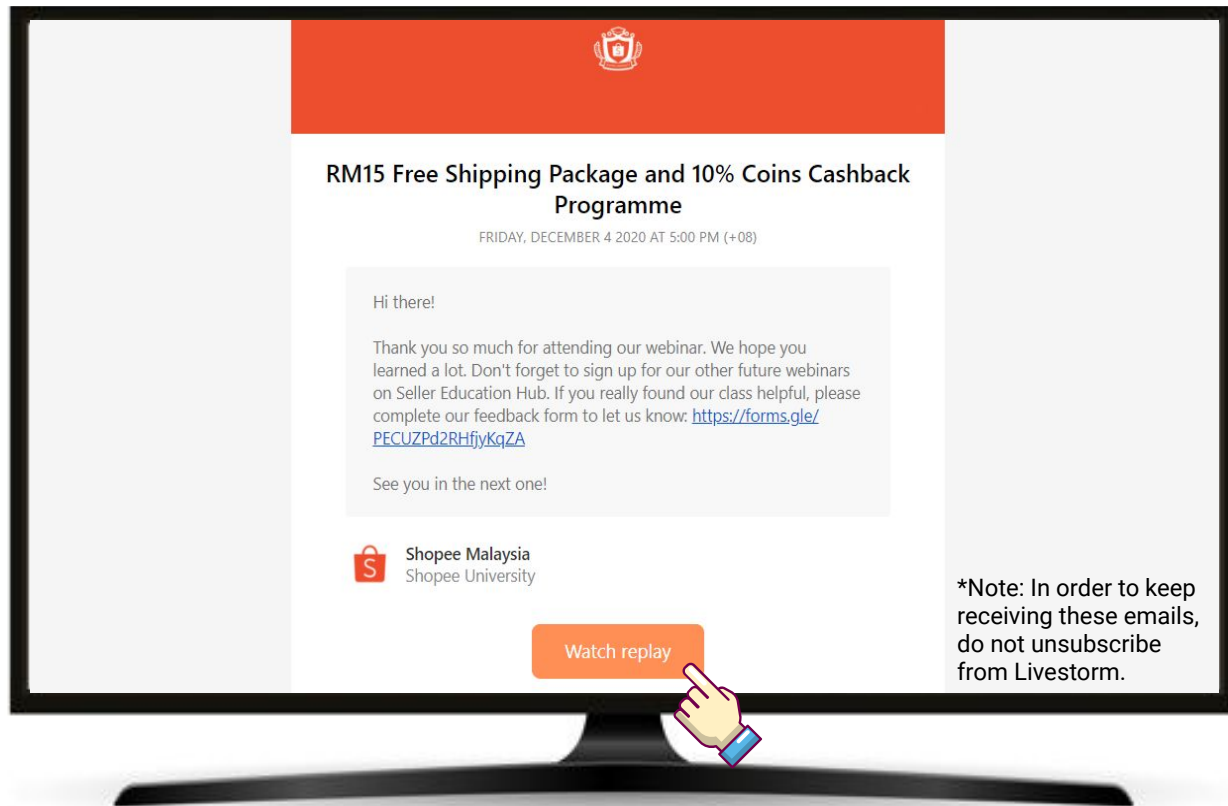 RM15 Free Shipping Package and 10% Coins Cashback
Programme
FRIDAY, DECEMBER 4 2020 AT 5:00 PM (+08)
Hi there!
Thank you so much for attending our webinar. We hope you
learned a lot. Don't forget to sign up for our other future webinars
on Seller Education Hub. If you really found our class helpful, please
complete our feedback form to let us know: https://forms.gle/
PECUZPd2RHfjyKqZA
See you in the next one!
S
Shopee Malaysia
Shopee University
Watch replay
*Note: In order to keep
receiving these emails,
do not unsubscribe
from Livestorm.